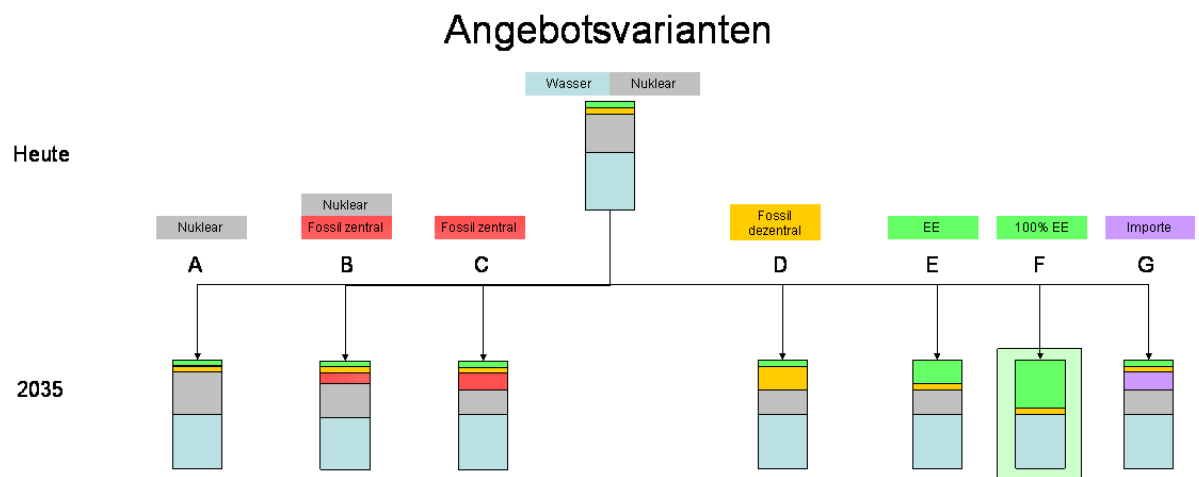 Angebotsvarianten
Wasser Nuklear
Heute
Nuklear
Nuklear
Fossil zentral
Fossil zentral
Fossil
dezentral
EE
100% EE
Importe
A B C D E F G
2035